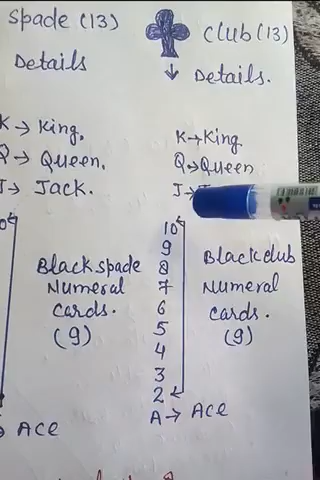 Spade (13)
Details
K → King.
Q → Queen.
J → Jack.
Black spade
Numeral
Cards.
(9)
Ace
Club (13)
↓ Details.
K → King
Q → Queen
J →
10
9
8
7
6
5
4
3
2
Black club
Numeral
Cards.
(9)
A → Ace